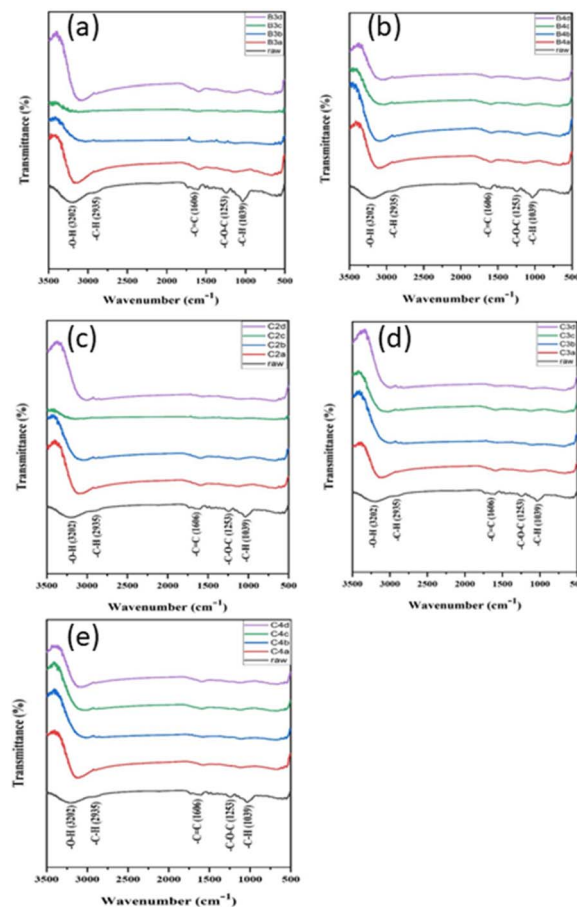 (a)
B3d
B3c
B3b
B3a
raw
Transmittance (%)
-O-H (3202)
-C-H (2935)
-C=C (1606)
-C-O-C (1253)
-C-H (1039)
3500 3000 2500 2000 1500 1000 500
Wavenumber (cm⁻¹)
(b)
B4d
B4c
B4b
B4a
raw
Transmittance (%)
-O-H (3202)
-C-H (2935)
-C=C (1606)
-C-O-C (1253)
-C-H (1039)
3500 3000 2500 2000 1500 1000 500
Wavenumber (cm⁻¹)
(c)
C2d
C2c
C2b
C2a
raw
Transmittance (%)
-O-H (3202)
-C-H (2935)
-C=C (1606)
-C-O-C (1253)
-C-H (1039)
3500 3000 2500 2000 1500 1000 500
Wavenumber (cm⁻¹)
(d)
C3d
C3c
C3b
C3a
raw
Transmittance (%)
-O-H (3202)
-C-H (2935)
-C=C (1606)
-C-O-C (1253)
-C-H (1039)
3500 3000 2500 2000 1500 1000 500
Wavenumber (cm⁻¹)
(e)
C4d
C4c
C4b
C4a
raw
Transmittance (%)
-O-H (3202)
-C-H (2935)
-C=C (1606)
-C-O-C (1253)
-C-H (1039)
3500 3000 2500 2000 1500 1000 500
Wavenumber (cm⁻¹)